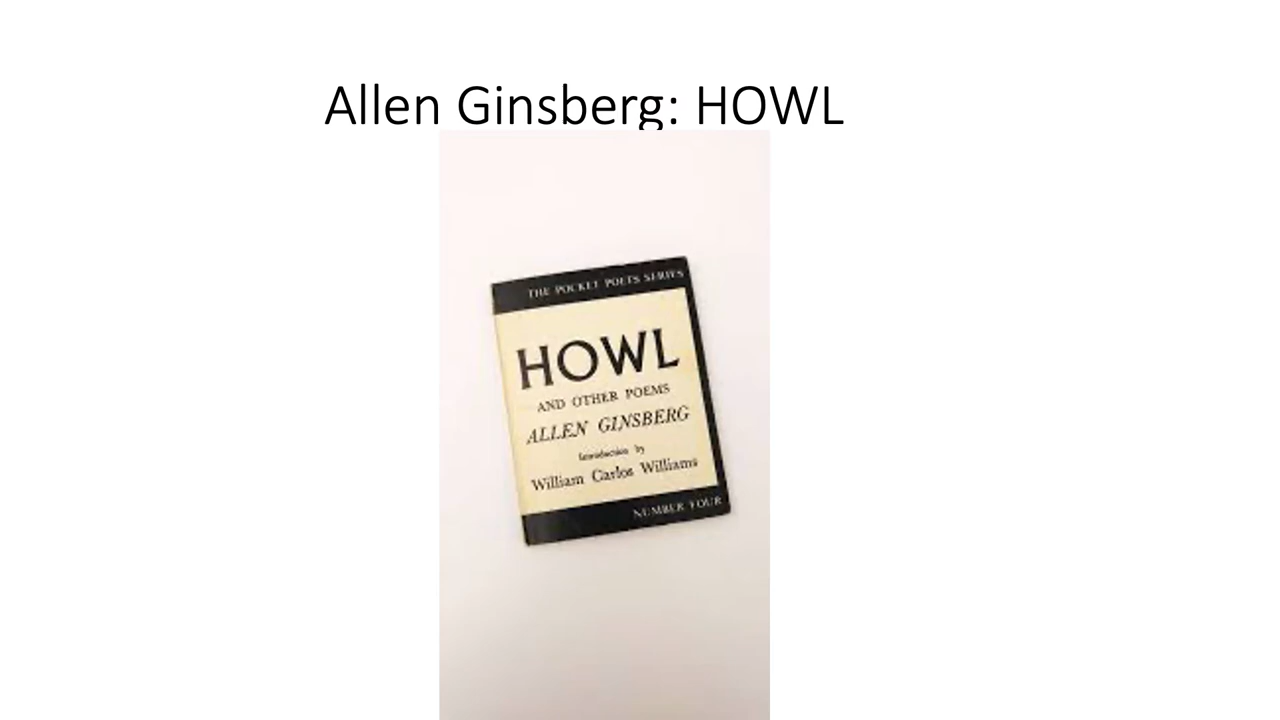 Allen Ginsberg: HOWL
THE POCKET POETS SERIES
HOWL
AND OTHER POEMS
ALLEN GINSBERG
Introduction by
William Carlos Williams
NUMBER FOUR